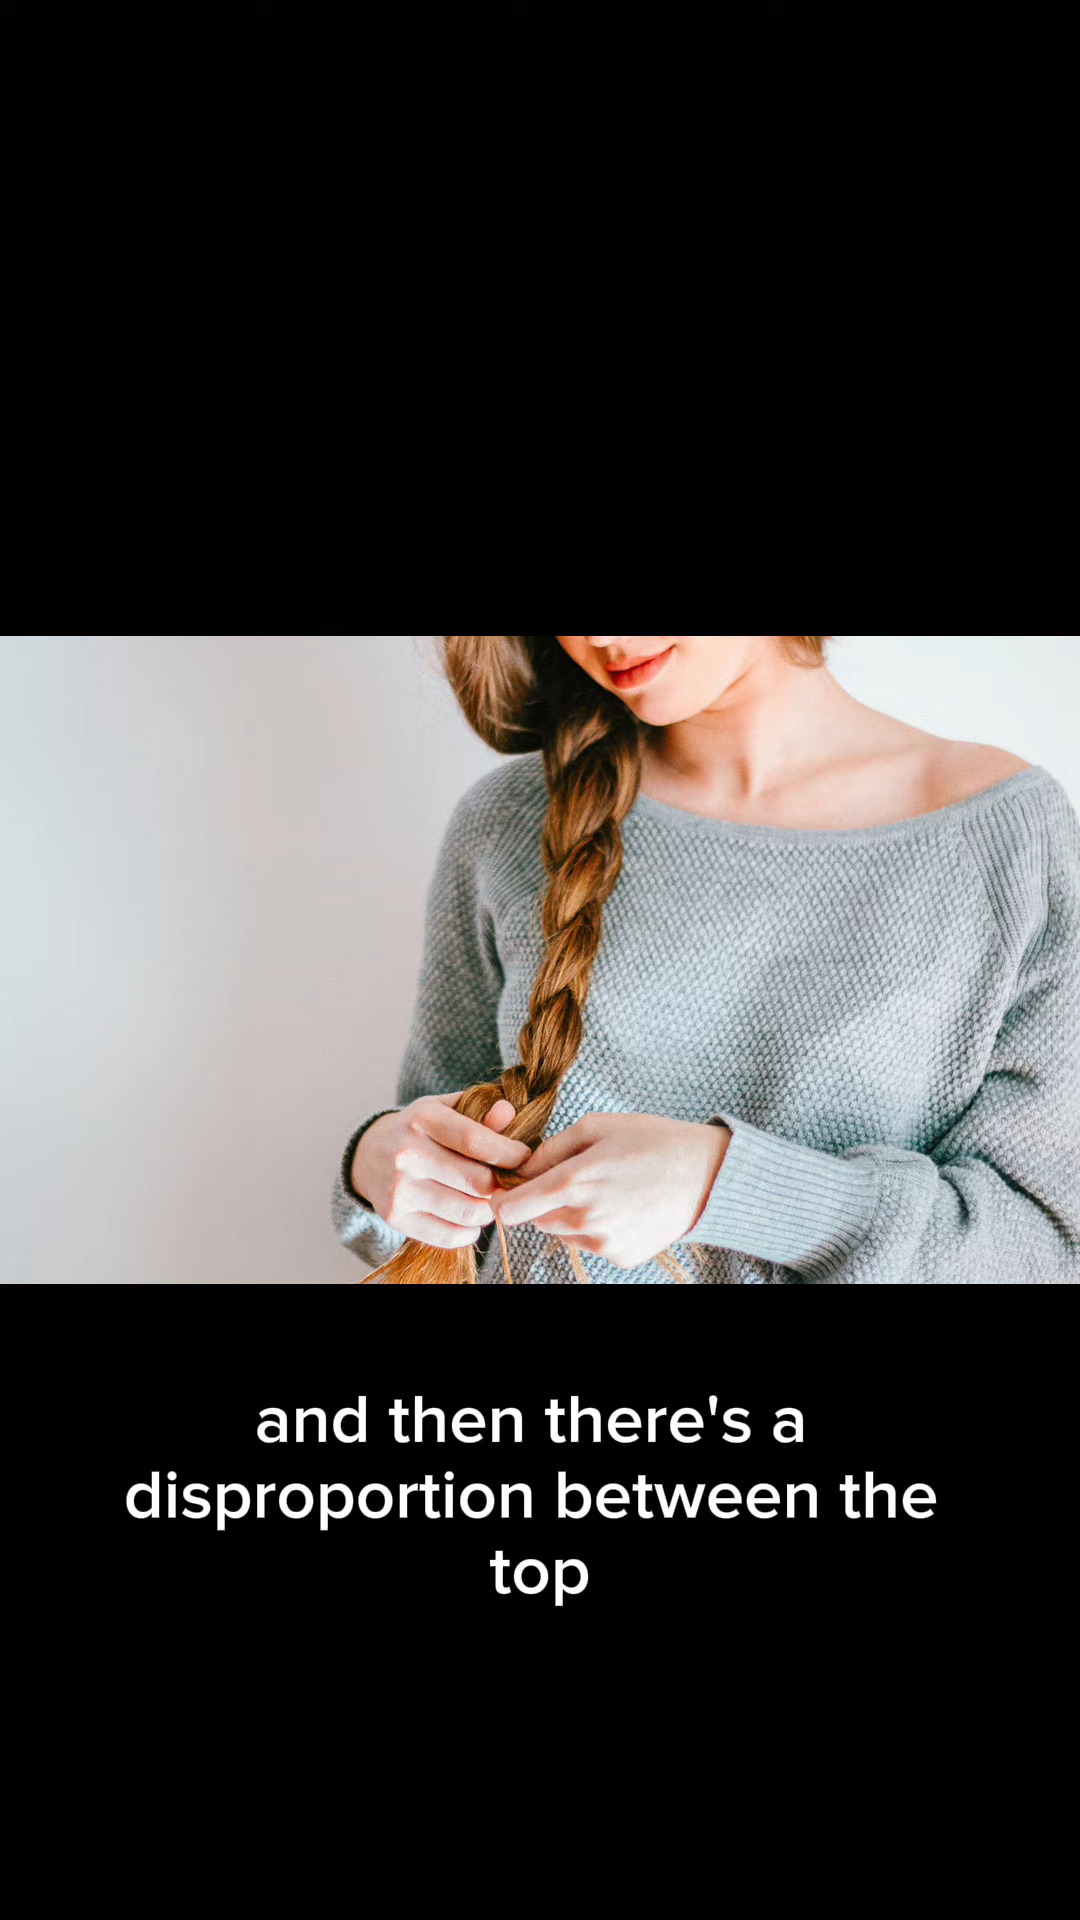 and then there's a
disproportion between the
top